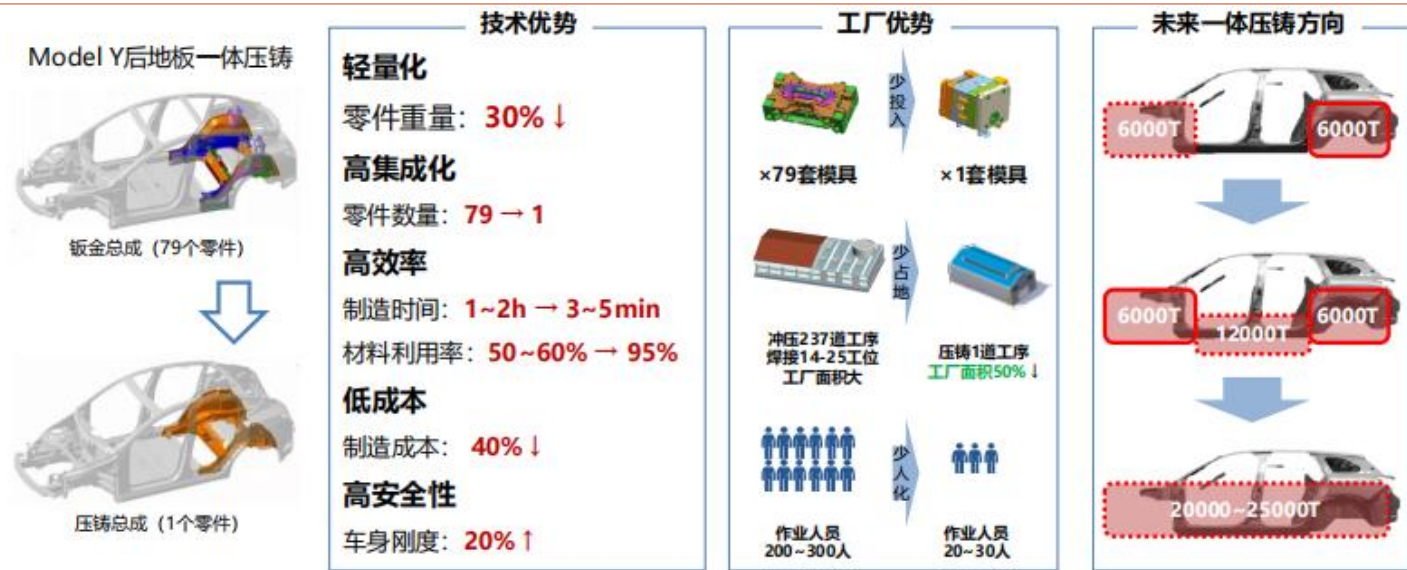 Model Y后地板一体压铸
钣金总成（79个零件）
压铸总成（1个零件）
技术优势
轻量化
零件重量：30%↓
高集成化
零件数量：79 → 1
高效率
制造时间：1~2h → 3~5min
材料利用率：50~60% → 95%
低成本
制造成本：40%↓
高安全性
车身刚度：20%↑
工厂优势
少投入
×79套模具
×1套模具
少占地
冲压237道工序
焊接14-25工位
工厂面积大
压铸1道工序
工厂面积50%↓
少人化
作业人员
200~300人
作业人员
20~30人
未来一体压铸方向
6000T
6000T
6000T
12000T
6000T
20000~25000T